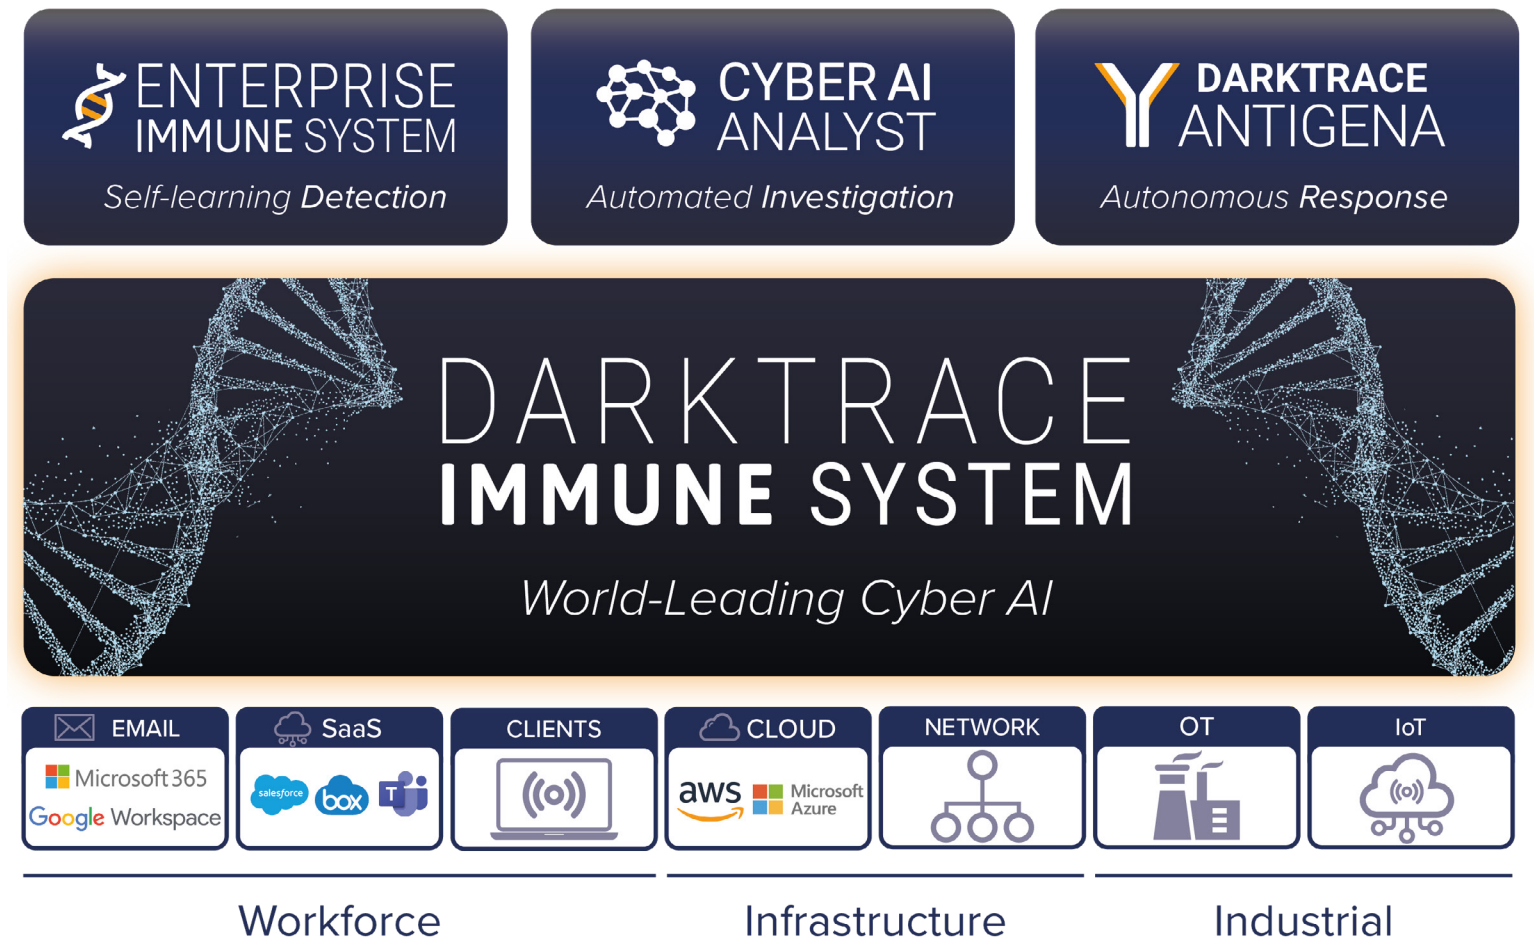 ENTERPRISE
IMMUNE SYSTEM
Self-learning Detection
CYBER AI
ANALYST
Automated Investigation
DARKTRACE
ANTIGENA
Autonomous Response
DARKTRACE
IMMUNE SYSTEM
World-Leading Cyber AI
EMAIL
Microsoft 365
Google Workspace
SaaS
salesforce
box
T
CLIENTS
CLOUD
aws
Microsoft
Azure
NETWORK
OT
IoT
Workforce
Infrastructure
Industrial